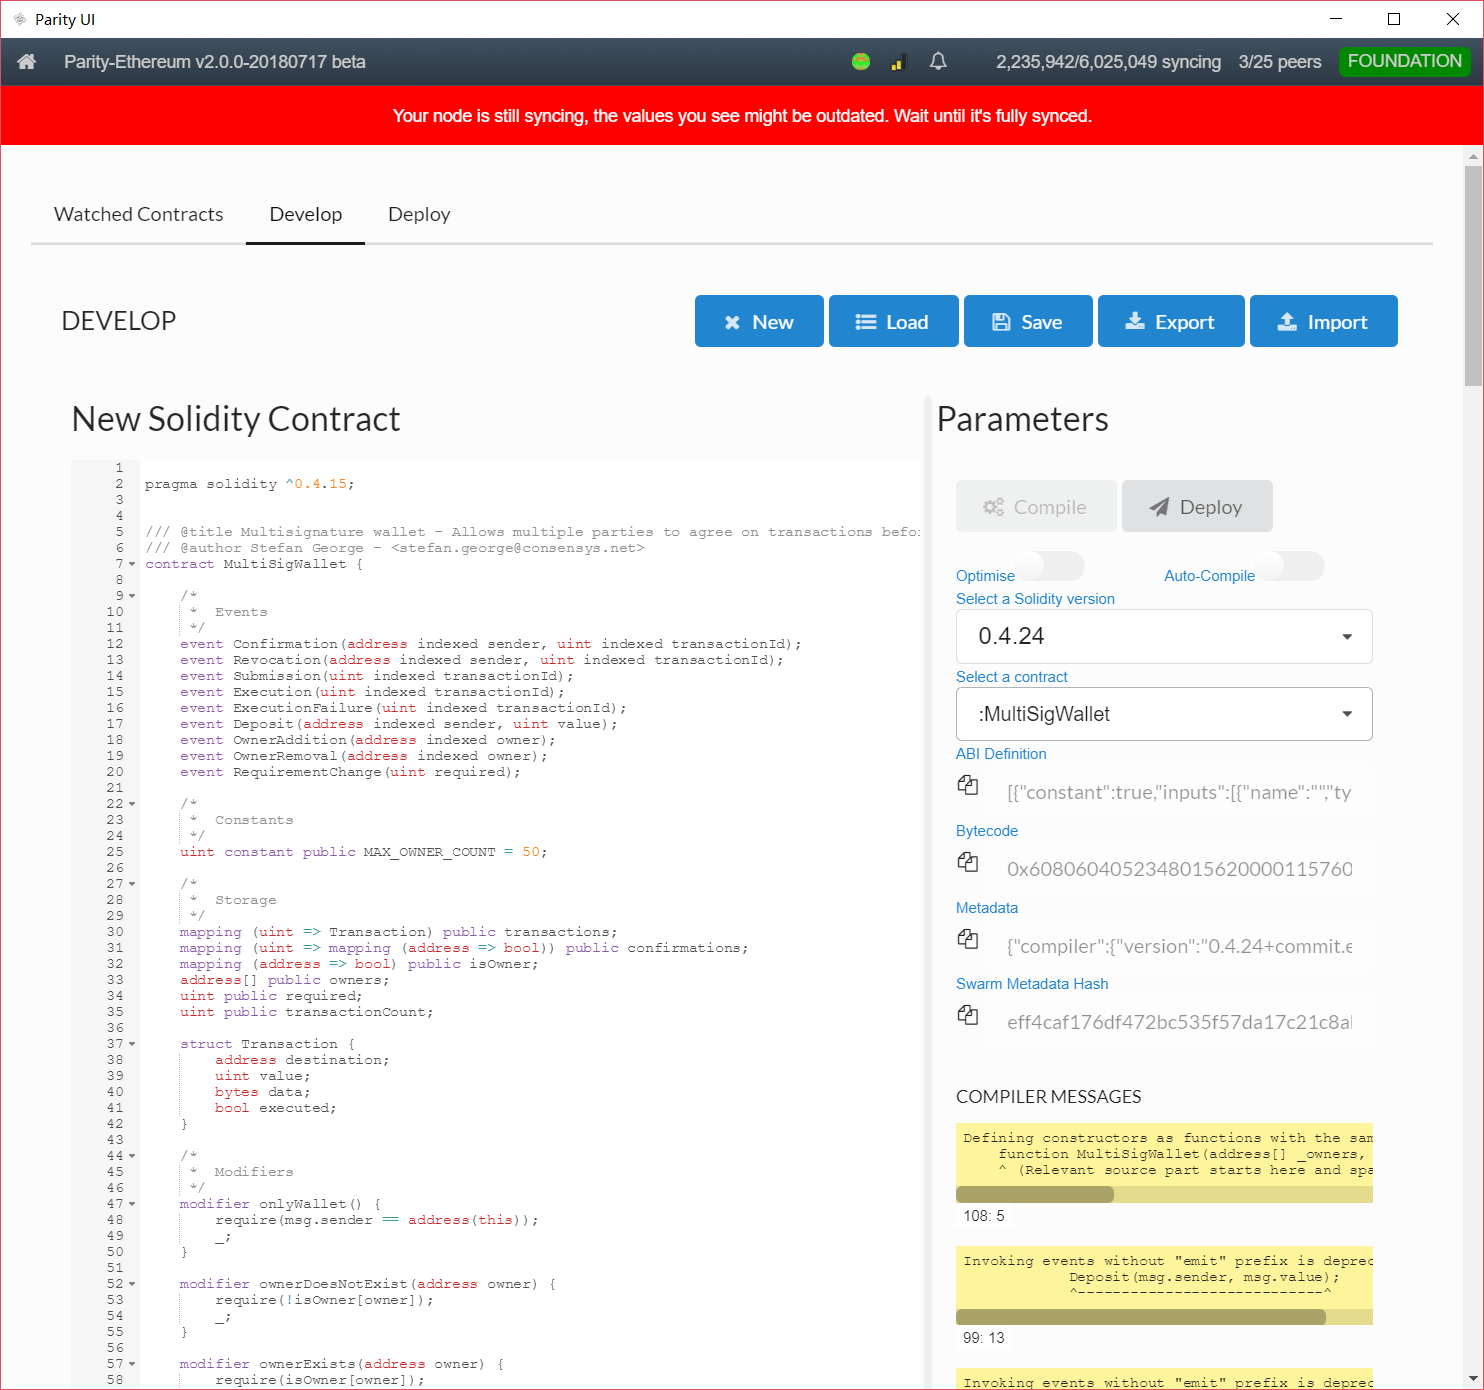 Parity UI
Parity-Ethereum v2.0.0-20180717 beta
2,235,942/6,025,049 syncing 3/25 peers FOUNDATION
Your node is still syncing, the values you see might be outdated. Wait until it's fully synced.
Watched Contracts Develop Deploy
DEVELOP
New Load Save Export Import
New Solidity Contract
1
2 pragma solidity ^0.4.15;
3
4
5 /// @title Multisignature wallet - Allows multiple parties to agree on transactions befor
6 /// @author Stefan George - <stefan.george@consensys.net>
7 contract MultiSigWallet {
8
9 /*
10 * Events
11 */
12 event Confirmation(address indexed sender, uint indexed transactionId);
13 event Revocation(address indexed sender, uint indexed transactionId);
14 event Submission(uint indexed transactionId);
15 event Execution(uint indexed transactionId);
16 event ExecutionFailure(uint indexed transactionId);
17 event Deposit(address indexed sender, uint value);
18 event OwnerAddition(address indexed owner);
19 event OwnerRemoval(address indexed owner);
20 event RequirementChange(uint required);
21
22 /*
23 * Constants
24 */
25 uint constant public MAX_OWNER_COUNT = 50;
26
27 /*
28 * Storage
29 */
30 mapping (uint => Transaction) public transactions;
31 mapping (uint => mapping (address => bool)) public confirmations;
32 mapping (address => bool) public isOwner;
33 address[] public owners;
34 uint public required;
35 uint public transactionCount;
36
37 struct Transaction {
38 address destination;
39 uint value;
40 bytes data;
41 bool executed;
42 }
43
44 /*
45 * Modifiers
46 */
47 modifier onlyWallet() {
48 require(msg.sender == address(this));
49 _;
50 }
51
52 modifier ownerDoesNotExist(address owner) {
53 require(!isOwner[owner]);
54 _;
55 }
56
57 modifier ownerExists(address owner) {
58 require(isOwner[owner]);
Parameters
Compile Deploy
Optimise Auto-Compile
Select a Solidity version
0.4.24
Select a contract
:MultiSigWallet
ABI Definition
[{"constant":true,"inputs":[{"name":"","ty
Bytecode
0x6080604052348015620000115760
Metadata
{"compiler":{"version":"0.4.24+commit.e
Swarm Metadata Hash
eff4caf176df472bc535f57da17c21c8a
COMPILER MESSAGES
Defining constructors as functions with the sam
function MultiSigWallet(address[] _owners,
^ (Relevant source part starts here and spa
108: 5
Invoking events without "emit" prefix is deprec
Deposit(msg.sender, msg.value);
^----------------------------^
99: 13
Invoking events without "emit" prefix is deprec